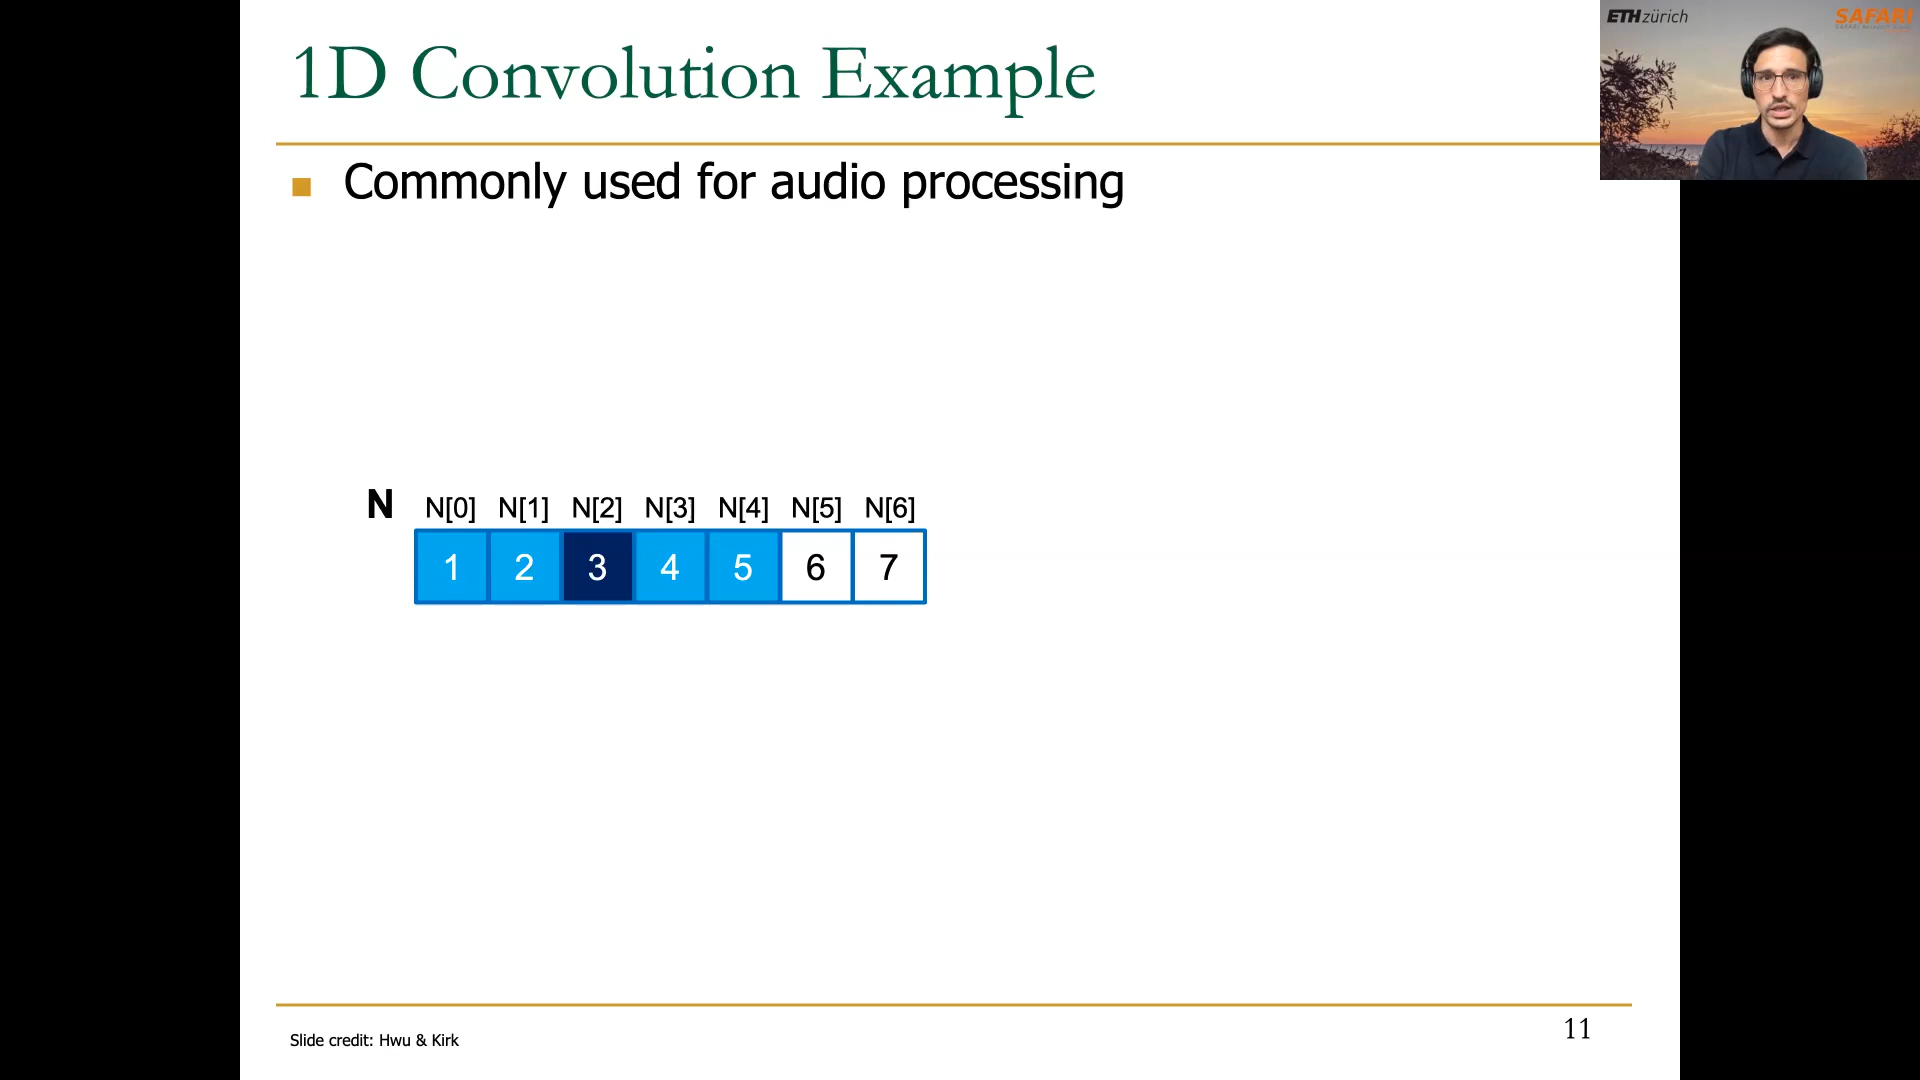 1D Convolution Example
ETH zürich
SAFARI
Commonly used for audio processing
N N[0] N[1] N[2] N[3] N[4] N[5] N[6]
1 2 3 4 5 6 7
Slide credit: Hwu & Kirk
11